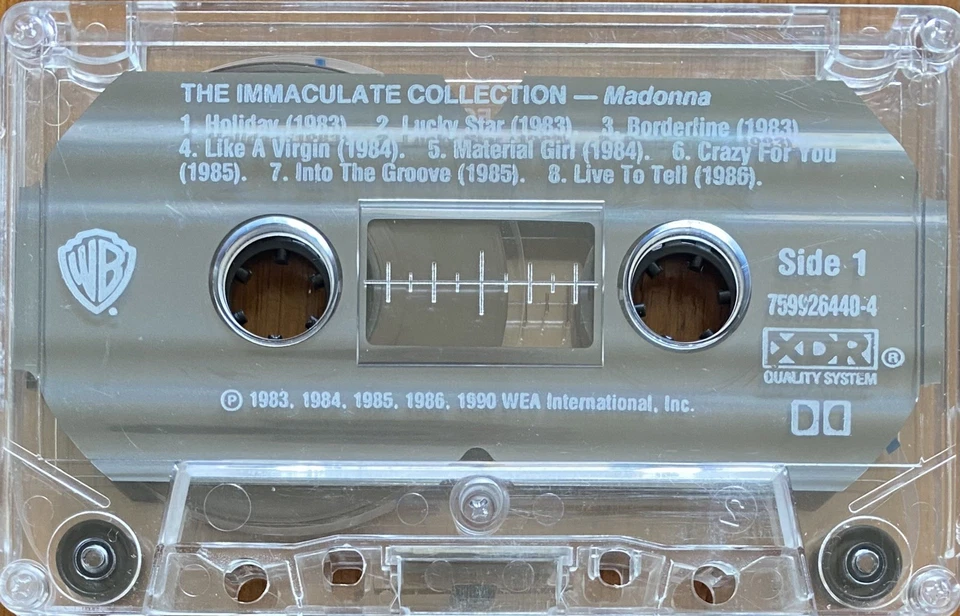 THE IMMACULATE COLLECTION — Madonna
1. Holiday (1983). 2. Lucky Star (1983). 3. Borderline (1983).
4. Like A Virgin (1984). 5. Material Girl (1984). 6. Crazy For You
(1985). 7. Into The Groove (1985). 8. Live To Tell (1986).
WB
Side 1
759926440-4
XDR ®
QUALITY SYSTEM
Ⓟ 1983, 1984, 1985, 1986, 1990 WEA International, Inc.